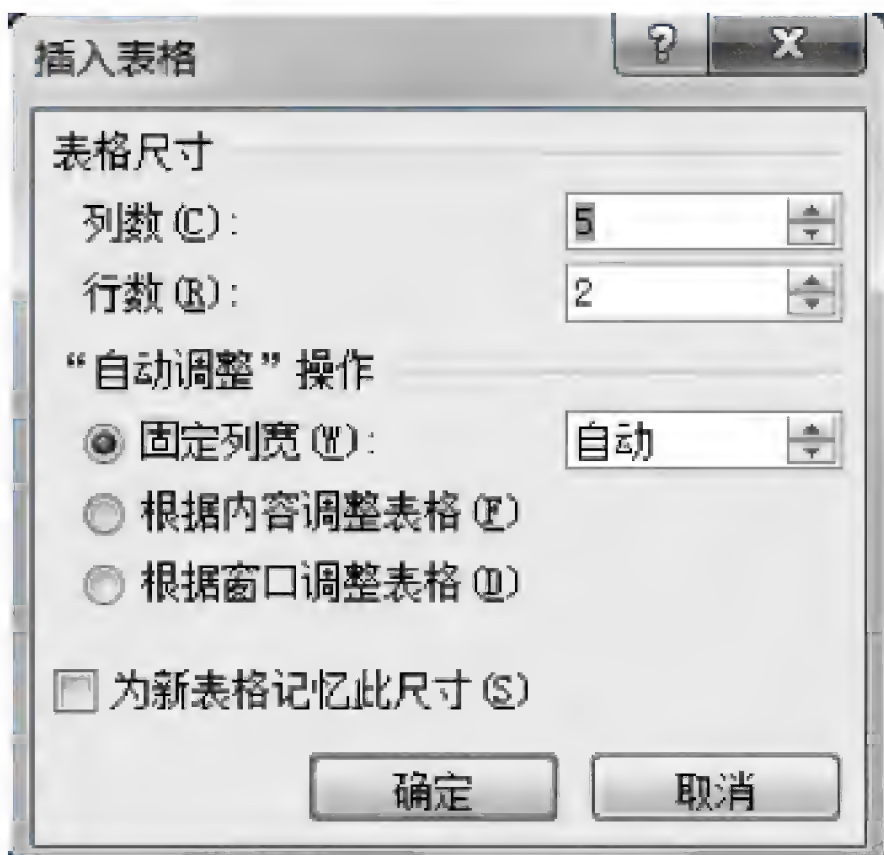 插入表格
表格尺寸
列数(C): 5
行数(R): 2
“自动调整”操作
固定列宽(W): 自动
根据内容调整表格(F)
根据窗口调整表格(D)
为新表格记忆此尺寸(S)
确定 取消